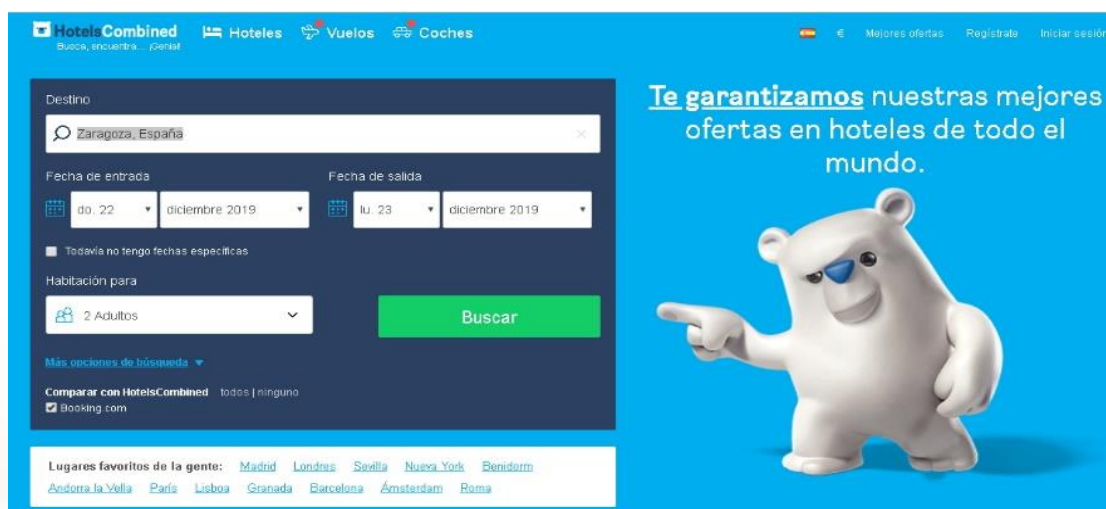 HotelsCombined
Busca, encuentra... ¡Genial!
Hoteles Vuelos Coches
€ Mejores ofertas Regístrate Iniciar sesión
Destino
Zaragoza, España
Fecha de entrada Fecha de salida
do. 22 diciembre 2019 lu. 23 diciembre 2019
Todavía no tengo fechas específicas
Habitación para
2 Adultos
Buscar
Más opciones de búsqueda
Comparar con HotelsCombined todos | ninguno
Booking.com
Te garantizamos nuestras mejores
ofertas en hoteles de todo el
mundo.
Lugares favoritos de la gente: Madrid Londres Sevilla Nueva York Benidorm
Andorra la Vella París Lisboa Granada Barcelona Ámsterdam Roma